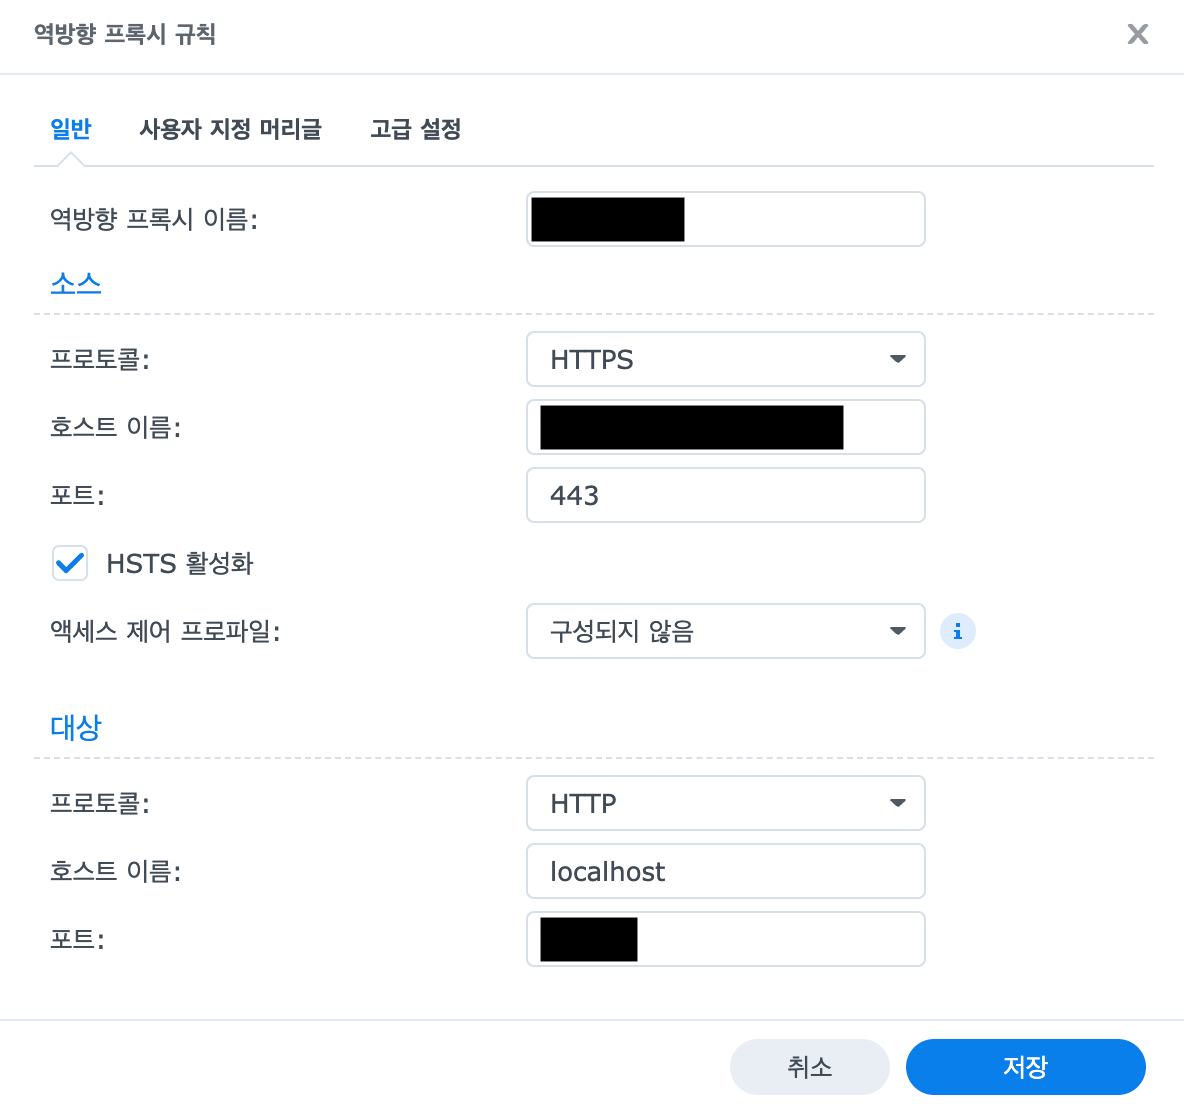 역방향 프록시 규칙
일반 사용자 지정 머리글 고급 설정
역방향 프록시 이름:
소스
프로토콜: HTTPS
호스트 이름:
포트: 443
HSTS 활성화
액세스 제어 프로파일: 구성되지 않음
대상
프로토콜: HTTP
호스트 이름: localhost
포트:
취소 저장